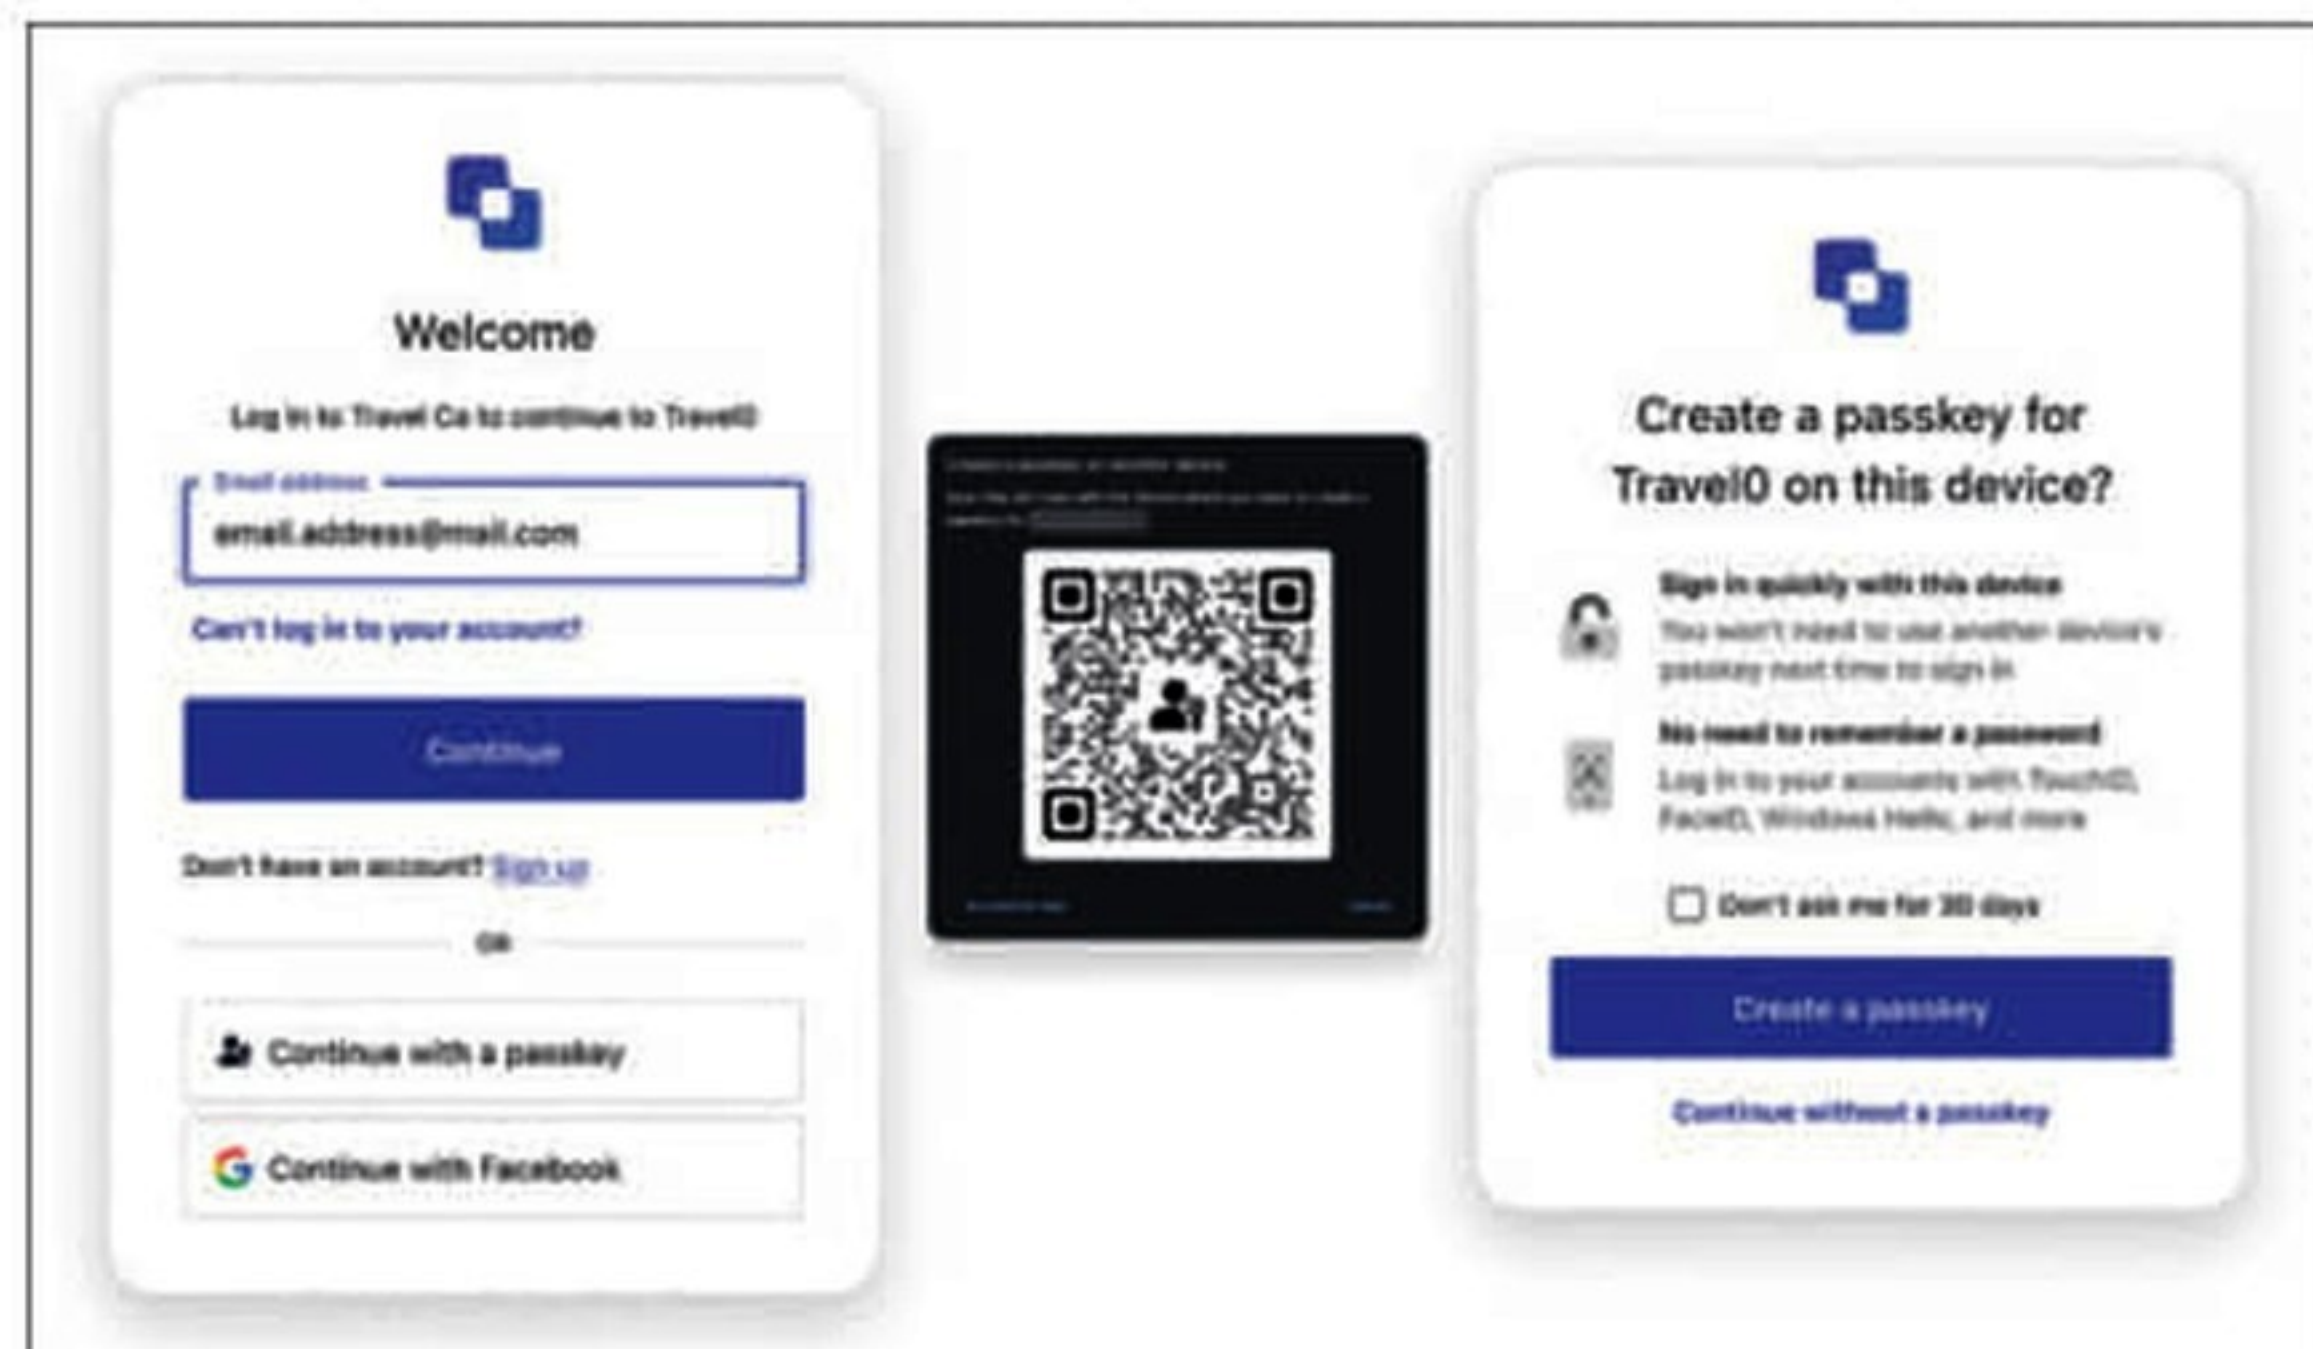 Welcome
Log in to Travel Co to continue to Travel0
Email address
email.address@mail.com
Can't log in to your account?
Continue
Don't have an account? Sign up
OR
Continue with a passkey
Continue with Facebook
Create a passkey for
Travel0 on this device?
Sign in quickly with this device
You won't need to use another device's
passkey next time to sign in
No need to remember a password
Log in to your accounts with TouchID,
FaceID, Windows Hello, and more
Don't ask me for 30 days
Create a passkey
Continue without a passkey